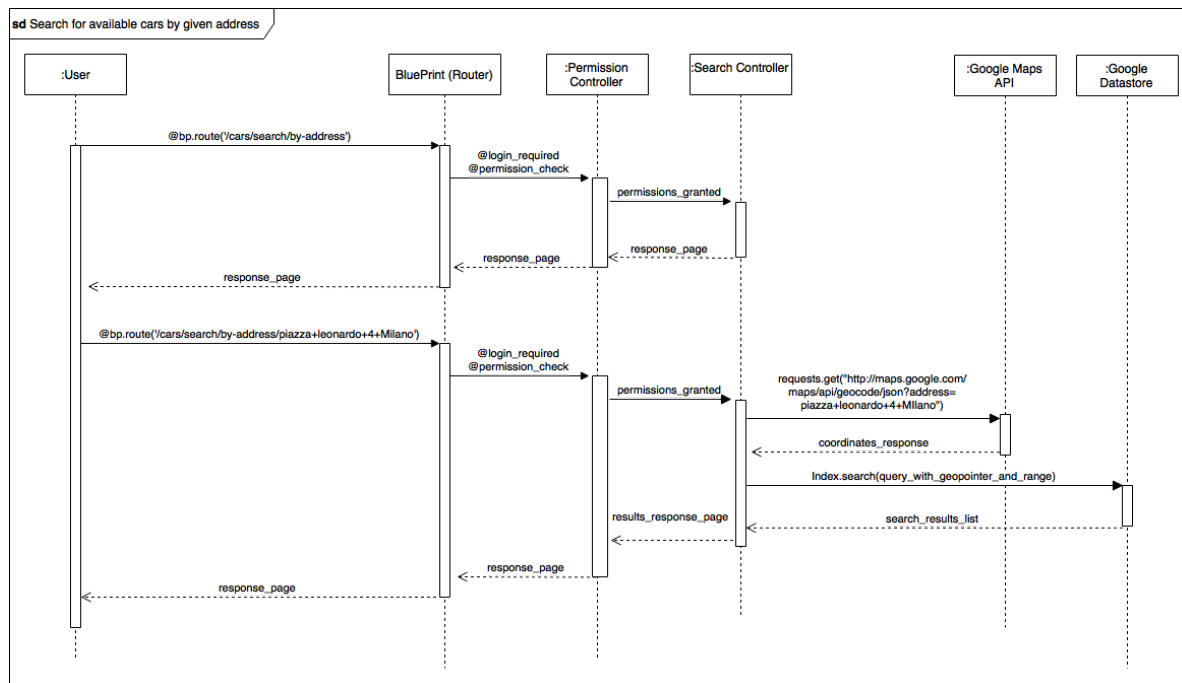 sd Search for available cars by given address
:User
BluePrint (Router)
:Permission
Controller
:Search Controller
:Google Maps
API
:Google
Datastore
@bp.route('/cars/search/by-address')
@login_required
@permission_check
permissions_granted
response_page
response_page
response_page
@bp.route('/cars/search/by-address/piazza+leonardo+4+Milano')
@login_required
@permission_check
permissions_granted
requests.get("http://maps.google.com/
maps/api/geocode/json?address=
piazza+leonardo+4+MIlano")
coordinates_response
Index.search(query_with_geopointer_and_range)
search_results_list
results_response_page
response_page
response_page